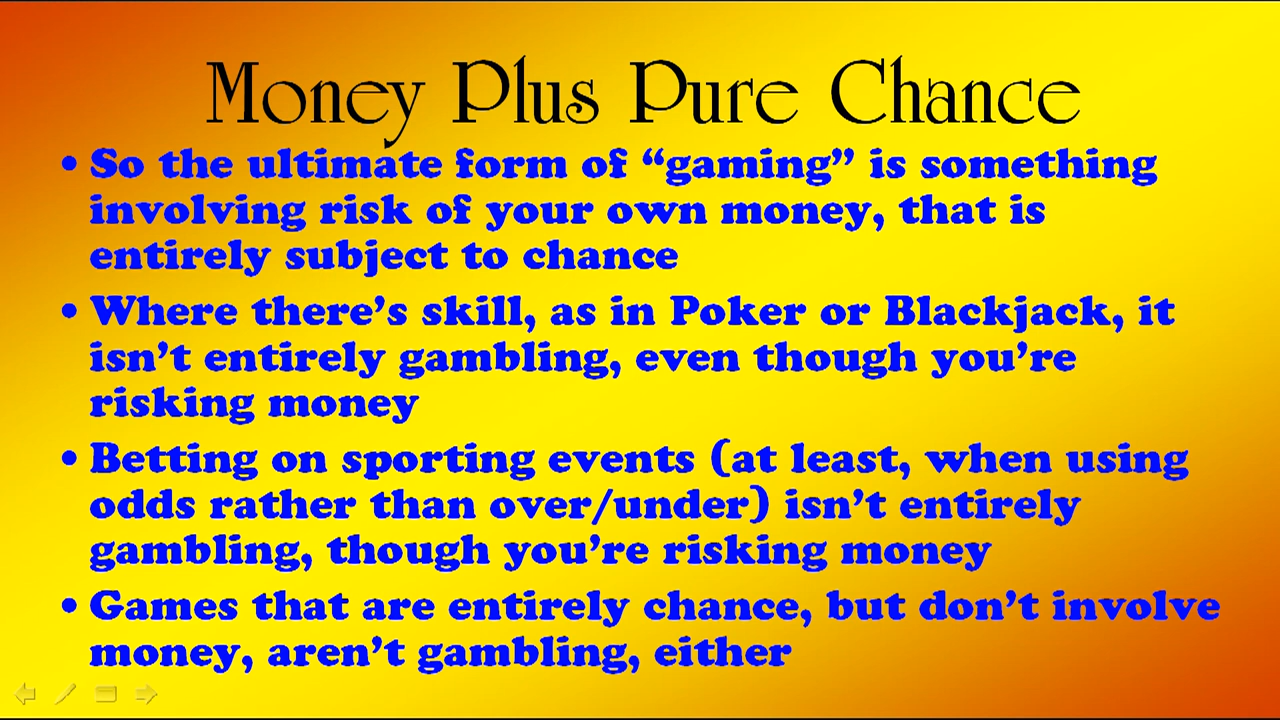 Money Plus Pure Chance
• So the ultimate form of “gaming” is something
involving risk of your own money, that is
entirely subject to chance
• Where there’s skill, as in Poker or Blackjack, it
isn’t entirely gambling, even though you’re
risking money
• Betting on sporting events (at least, when using
odds rather than over/under) isn’t entirely
gambling, though you’re risking money
• Games that are entirely chance, but don’t involve
money, aren’t gambling, either